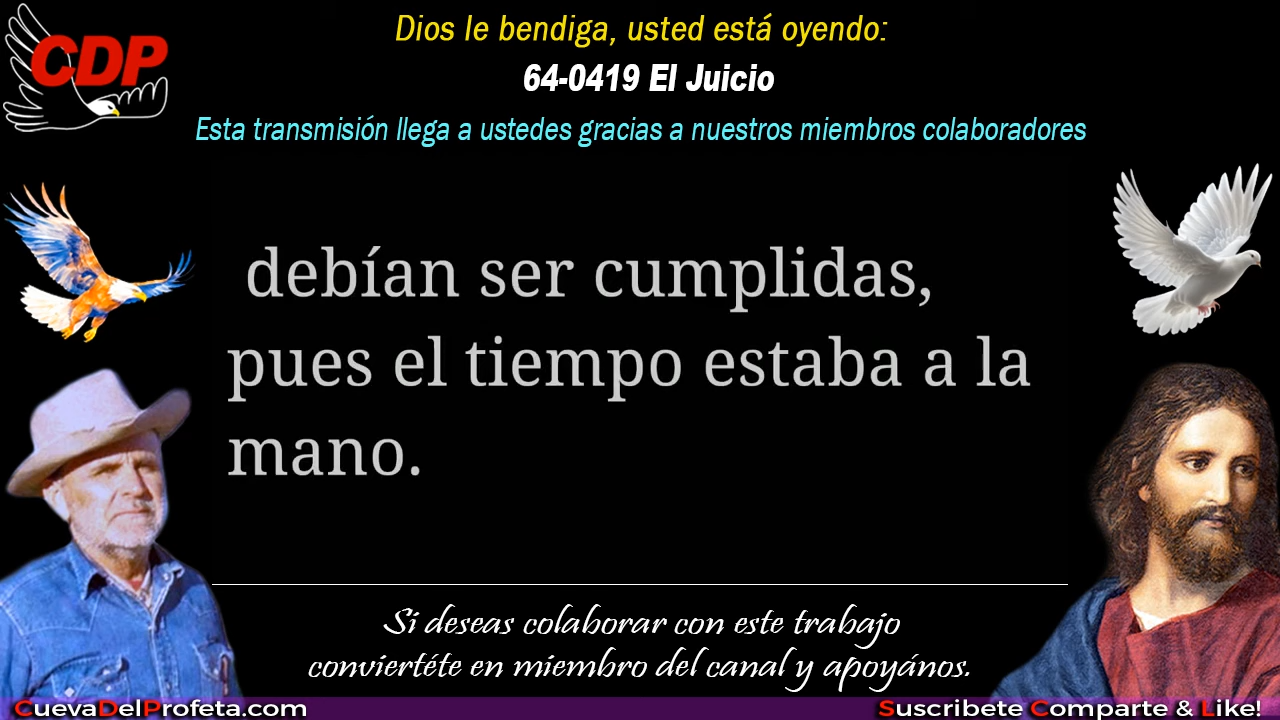 CDP
Dios le bendiga, usted está oyendo:
64-0419 El Juicio
Esta transmisión llega a ustedes gracias a nuestros miembros colaboradores
debían ser cumplidas,
pues el tiempo estaba a la
mano.
Si deseas colaborar con este trabajo
conviertéte en miembro del canal y apoyános.
CuevaDelProfeta.com
Suscribete Comparte & Like!